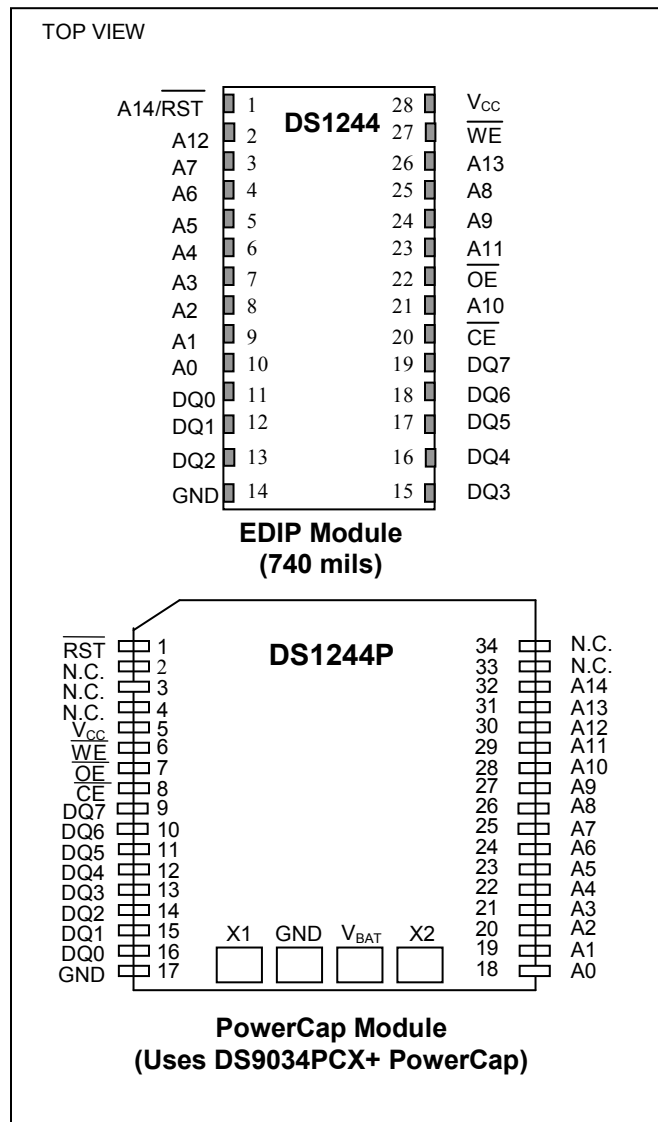 TOP VIEW
DS1244
A14/RST 1 28 VCC
A12 2 27 WE
A7 3 26 A13
A6 4 25 A8
A5 5 24 A9
A4 6 23 A11
A3 7 22 OE
A2 8 21 A10
A1 9 20 CE
A0 10 19 DQ7
DQ0 11 18 DQ6
DQ1 12 17 DQ5
DQ2 13 16 DQ4
GND 14 15 DQ3
EDIP Module
(740 mils)
DS1244P
RST 1 34 N.C.
N.C. 2 33 N.C.
N.C. 3 32 A14
N.C. 4 31 A13
VCC 5 30 A12
WE 6 29 A11
OE 7 28 A10
CE 8 27 A9
DQ7 9 26 A8
DQ6 10 25 A7
DQ5 11 24 A6
DQ4 12 23 A5
DQ3 13 22 A4
DQ2 14 21 A3
DQ1 15 20 A2
DQ0 16 19 A1
GND 17 18 A0
X1 GND VBAT X2
PowerCap Module
(Uses DS9034PCX+ PowerCap)